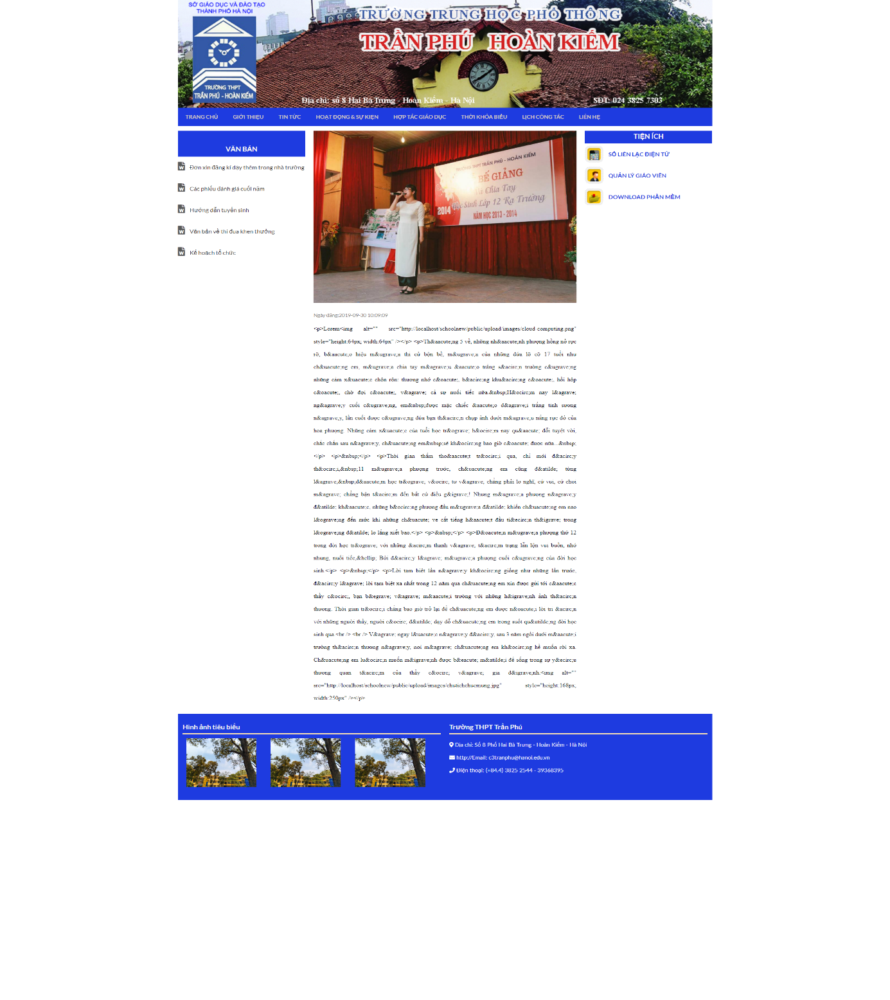 SỞ GIÁO DỤC VÀ ĐÀO TẠO
THÀNH PHỐ HÀ NỘI
TRƯỜNG TRUNG HỌC PHỔ THÔNG
TRẦN PHÚ HOÀN KIẾM
TRƯỜNG THPT
TRẦN PHÚ - HOÀN KIẾM
Địa chỉ: số 8 Hai Bà Trưng - Hoàn Kiếm - Hà Nội
SĐT: 024 3825 7303
TRANG CHỦ GIỚI THIỆU TIN TỨC HOẠT ĐỘNG & SỰ KIỆN HỢP TÁC GIÁO DỤC THỜI KHÓA BIỂU LỊCH CÔNG TÁC LIÊN HỆ
VĂN BẢN
Đơn xin đăng kí dạy thêm trong nhà trường
Các phiếu đánh giá cuối năm
Hướng dẫn tuyển sinh
Văn bản về thi đua khen thưởng
Kế hoạch tổ chức
TRƯỜNG THPT TRẦN PHÚ - HOÀN KIẾM
BẾ GIẢNG
Và Chia Tay
Học Sinh Lớp 12 Ra Trường
2014
NĂM HỌC 2013 - 2014
TIỆN ÍCH
SỔ LIÊN LẠC ĐIỆN TỬ
QUẢN LÝ GIÁO VIÊN
DOWNLOAD PHẦN MỀM
Ngày đăng:2019-09-30 10:09:09
<p>Lorem<img alt="" src="http://localhost/schoolnew/public/upload/images/cloud-computing.png"
style="height:64px; width:64px" /></p> <p>Th&aacute;ng 5 về, những nh&aacute;nh phượng hồng nở rực
rỡ, b&aacute;o hiệu m&ugrave;a thi cử bộn bề, m&ugrave;a của những đứa lỡ cỡ 17 tuổi như
ch&uacute;ng em, m&ugrave;a chia tay m&agrave;u &aacute;o trắng s&acirc;n trường c&ugrave;ng
những cảm x&uacute;c chộn rộn: thương nhớ c&oacute;, b&acirc;ng khu&acirc;ng c&oacute;, hồi hộp
c&oacute;, chờ đợi c&oacute;, v&agrave; cả sự nuối tiếc nữa.&nbsp;H&ocirc;m nay l&agrave;
ng&agrave;y cuối c&ugrave;ng, em&nbsp;được mặc chiếc &aacute;o d&agrave;i trắng tinh sương
n&agrave;y, lần cuối được c&ugrave;ng đứa bạn th&acirc;n chụp ảnh dưới m&agrave;u nắng rực đỏ của
hoa phượng. Những cảm x&uacute;c của tuổi học tr&ograve; h&ocirc;m nay qu&aacute; đỗi tuyệt vời,
chắc chắn sau n&agrave;y, ch&uacute;ng em&nbsp;sẽ kh&ocirc;ng bao giờ c&oacute; được nữa...&nbsp;
</p> <p>&nbsp;</p> <p>Thời gian thấm tho&aacute;t tr&ocirc;i qua, chỉ mới đ&acirc;y
th&ocirc;i,&nbsp;11 m&ugrave;a phượng trước, ch&uacute;ng em cũng đ&atilde; từng
l&agrave;&nbsp;đ&aacute;m học tr&ograve; v&ocirc; tư v&agrave; chẳng phải lo nghĩ, cứ vui, cứ chơi
m&agrave; chẳng bận t&acirc;m đến bất cứ điều g&igrave;! Nhưng m&ugrave;a phượng n&agrave;y
đ&atilde; kh&aacute;c, những b&ocirc;ng phượng đầu m&ugrave;a đ&atilde; khiến ch&uacute;ng em nao
l&ograve;ng đến mức khi những ch&uacute; ve cất tiếng h&aacute;t đầu ti&ecirc;n th&igrave; trong
l&ograve;ng đ&atilde; lo lắng xiết bao.</p> <p>&nbsp;</p> <p>Đ&oacute;n m&ugrave;a phượng thứ 12
trong đời học tr&ograve; với những &acirc;m thanh v&agrave; t&acirc;m trạng lẫn lộn vui buồn, nhớ
nhung, nuối tiếc,&hellip; Bởi đ&acirc;y l&agrave; m&ugrave;a phượng cuối c&ugrave;ng của đời học
sinh.</p> <p>&nbsp;</p> <p>Lời tạm biệt lần n&agrave;y kh&ocirc;ng giống như những lần trước,
đ&acirc;y l&agrave; lời tạm biệt xa nhất trong 12 năm qua ch&uacute;ng em xin được gửi tới c&aacute;c
thầy c&ocirc;, bạn b&egrave; v&agrave; m&aacute;i trường với những h&igrave;nh ảnh th&acirc;n
thương. Thời gian tr&ocirc;i chẳng bao giờ trở lại để ch&uacute;ng em được n&oacute;i lời tri &acirc;n
với những người thầy, người c&ocirc; đ&atilde; dạy dỗ ch&uacute;ng em trong suốt qu&atilde;ng đời học
sinh qua.<br /> <br /> V&agrave; ngay l&uacute;c n&agrave;y đ&acirc;y, sau 3 năm ngồi dưới m&aacute;i
trường th&acirc;n thương n&agrave;y, nơi m&agrave; ch&uacute;ng em kh&ocirc;ng hề muốn rời xa.
Ch&uacute;ng em lu&ocirc;n muốn m&igrave;nh được b&eacute; m&atilde;i để sống trong sự y&ecirc;u
thương quan t&acirc;m của thầy c&ocirc; v&agrave; gia đ&igrave;nh.<img alt=""
src="http://localhost/schoolnew/public/upload/images/chutichchucmung.jpg" style="height:168px;
width:250px" /></p>
Hình ảnh tiêu biểu
Trường THPT Trần Phú
Địa chỉ: Số 8 Phố Hai Bà Trưng - Hoàn Kiếm - Hà Nội
http://Email: c3tranphu@hanoi.edu.vn
Điện thoại: (+84.4) 3825 2544 - 39368395